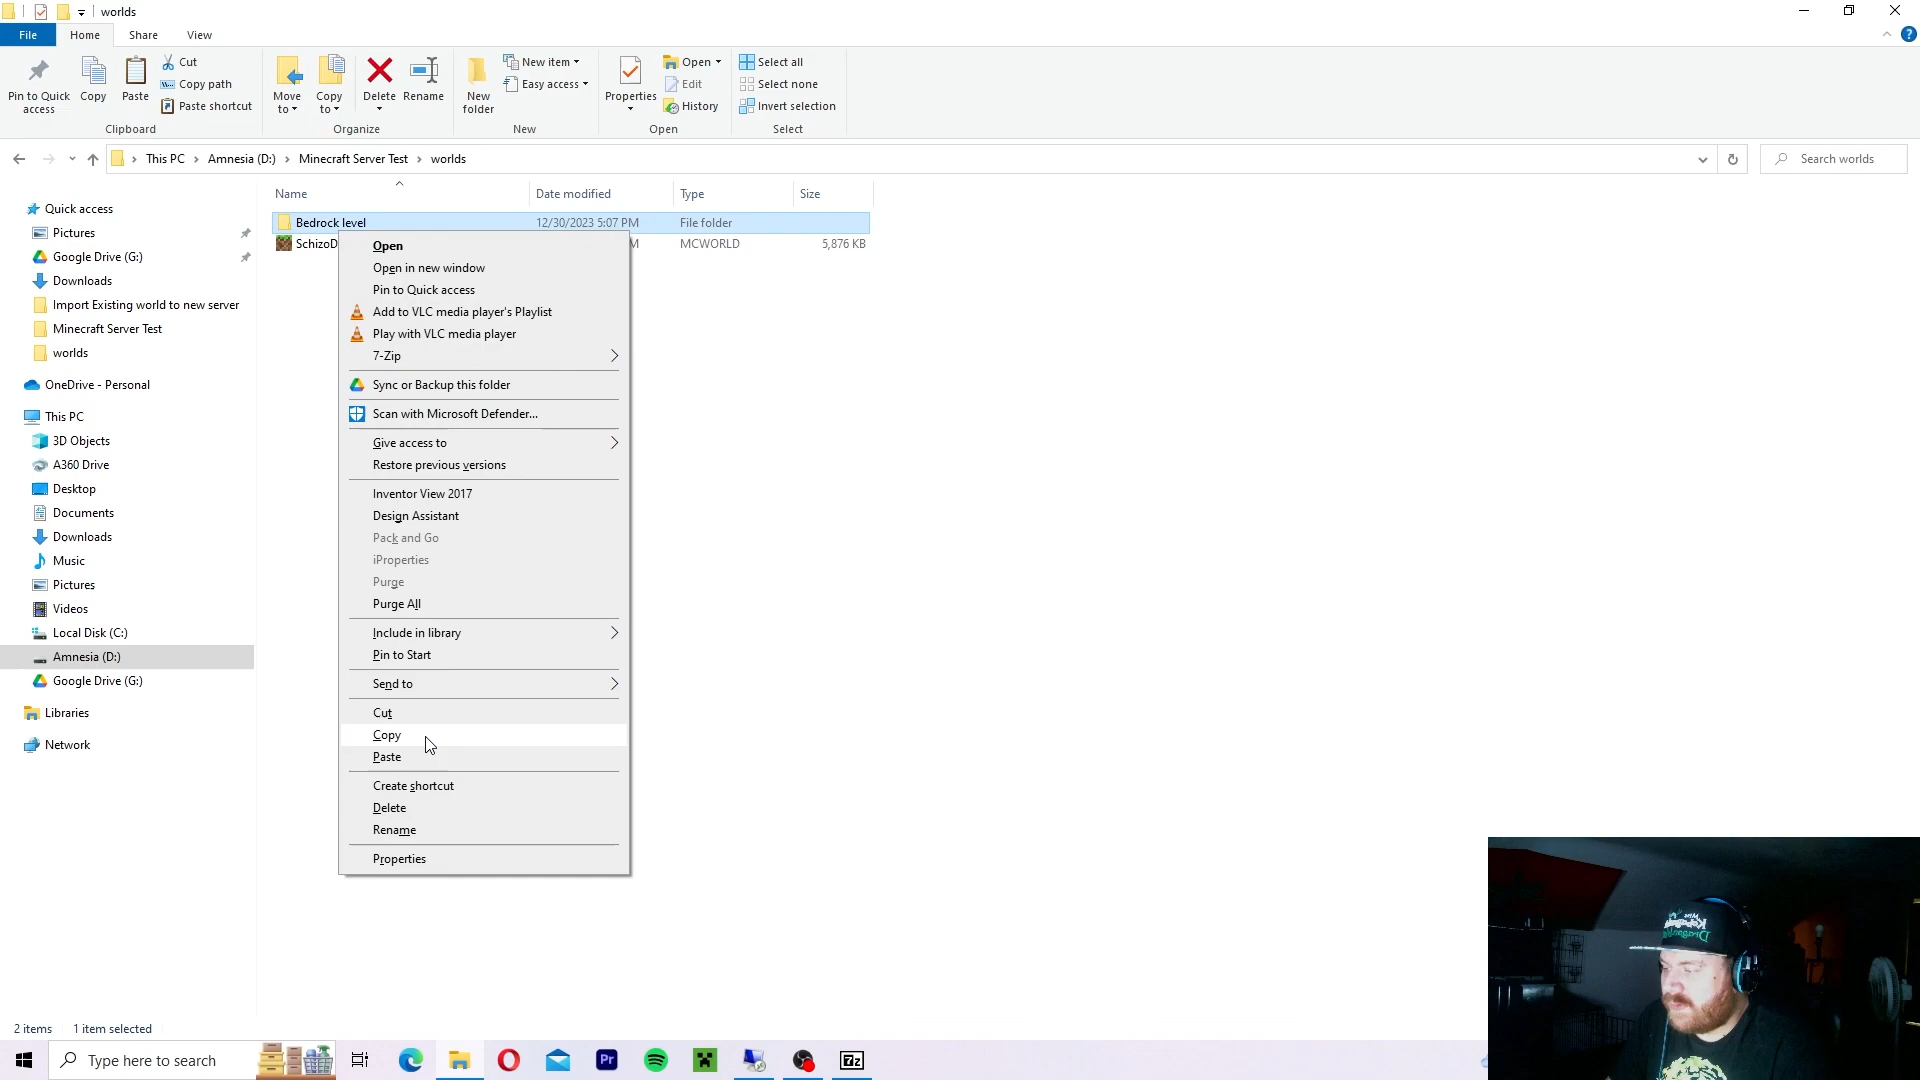 worlds
File
Home
Share
View
Pin to Quick access
Copy
Paste
Cut
Copy path
Paste shortcut
Clipboard
Move to
Copy to
Delete
Rename
Organize
New folder
New item
Easy access
New
Properties
Open
Edit
History
Open
Select all
Select none
Invert selection
Select
This PC
Amnesia (D:)
Minecraft Server Test
worlds
Search worlds
Name
Date modified
Type
Size
Bedrock level
12/30/2023 5:07 PM
File folder
SchizoD
M
MCWORLD
5,876 KB
Quick access
Pictures
Google Drive (G:)
Downloads
Import Existing world to new server
Minecraft Server Test
worlds
OneDrive - Personal
This PC
3D Objects
A360 Drive
Desktop
Documents
Downloads
Music
Pictures
Videos
Local Disk (C:)
Amnesia (D:)
Google Drive (G:)
Libraries
Network
Open
Open in new window
Pin to Quick access
Add to VLC media player's Playlist
Play with VLC media player
7-Zip
Sync or Backup this folder
Scan with Microsoft Defender...
Give access to
Restore previous versions
Inventor View 2017
Design Assistant
Pack and Go
iProperties
Purge
Purge All
Include in library
Pin to Start
Send to
Cut
Copy
Paste
Create shortcut
Delete
Rename
Properties
2 items
1 item selected
Type here to search
Pr
7z